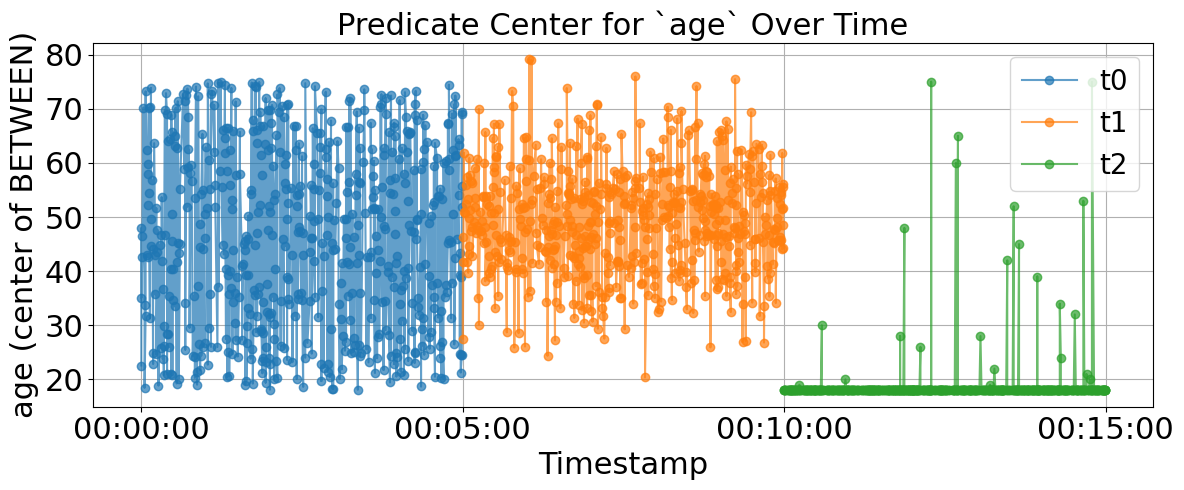 Predicate Center for `age` Over Time
age (center of BETWEEN)
80
70
60
50
40
30
20
t0
t1
t2
00:00:00 00:05:00 00:10:00 00:15:00
Timestamp